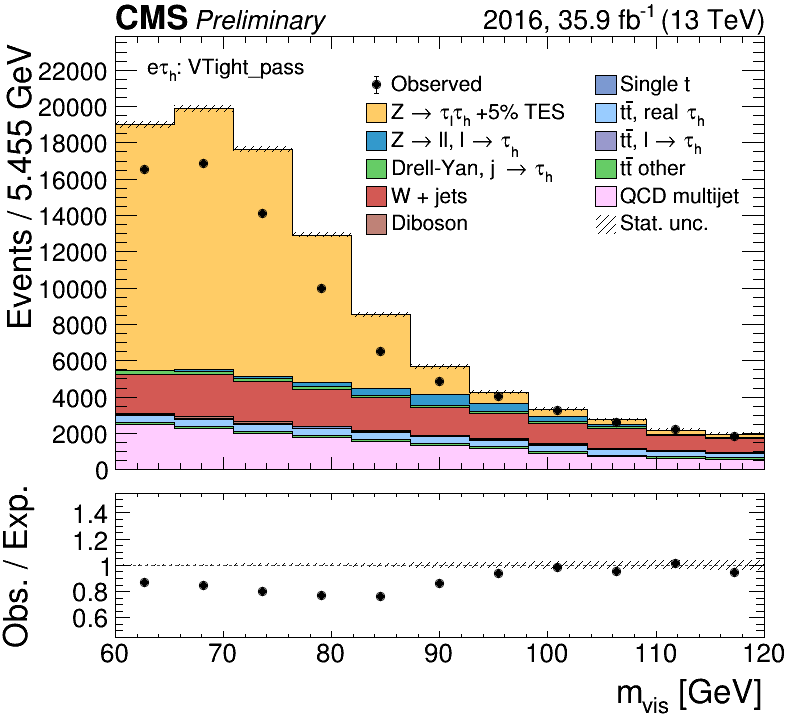 CMS Preliminary 2016, 35.9 fb⁻¹ (13 TeV)
eτh: VTight_pass
Observed
Z → τlτh +5% TES
Z → ll, l → τh
Drell-Yan, j → τh
W + jets
Diboson
Single t
tt̄, real τh
tt̄, l → τh
tt̄ other
QCD multijet
Stat. unc.
Events / 5.455 GeV
22000
20000
18000
16000
14000
12000
10000
8000
6000
4000
2000
0
Obs. / Exp.
1.4
1.2
1
0.8
0.6
60 70 80 90 100 110 120
mvis [GeV]